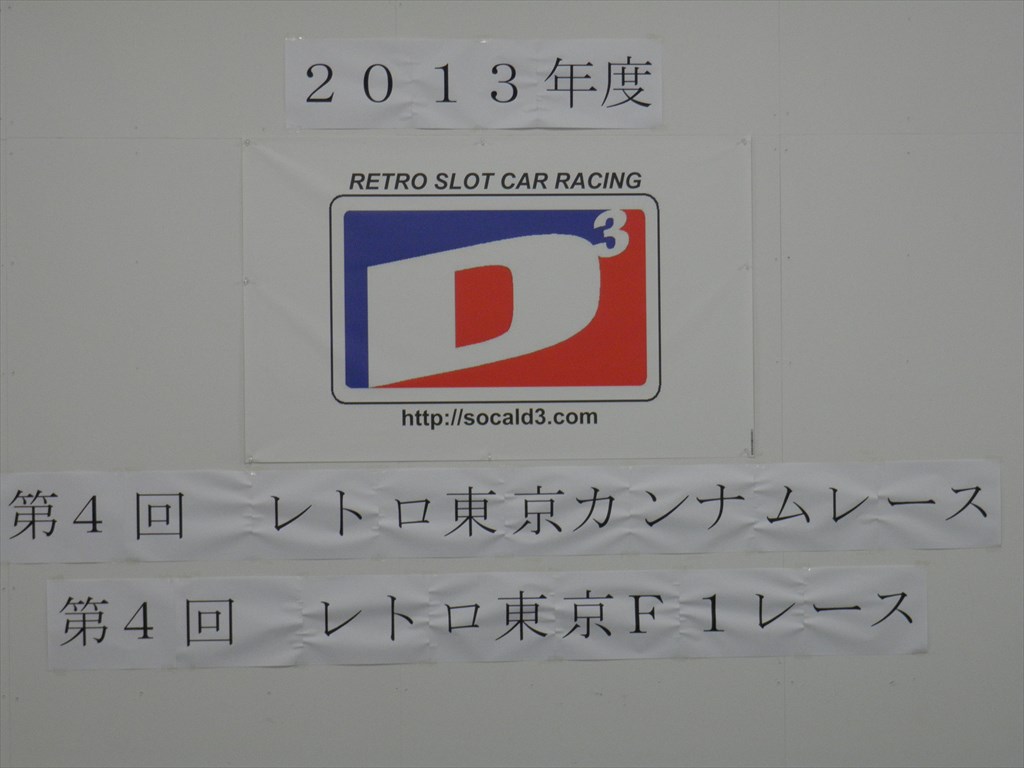 ２０１３年度
RETRO SLOT CAR RACING
D3
http://socald3.com
第４回　レトロ東京カンナムレース
第４回　レトロ東京Ｆ１レース